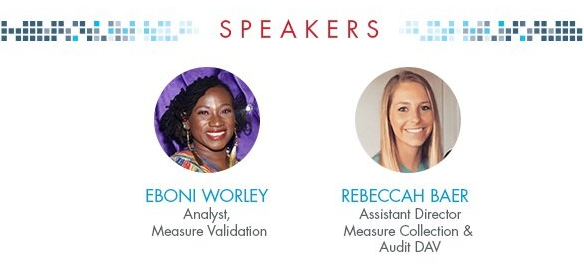 SPEAKERS
EBONI WORLEY
Analyst,
Measure Validation
REBECCAH BAER
Assistant Director
Measure Collection &
Audit DAV